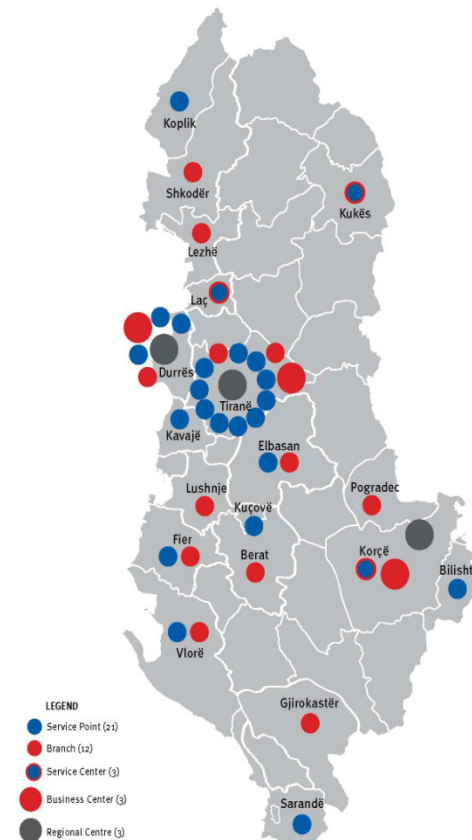 Koplik
Shkodër
Kukës
Lezhë
Laç
Durrës
Tiranë
Kavajë
Elbasan
Lushnje
Pogradec
Kuçovë
Fier
Berat
Korçë
Bilisht
Vlorë
Gjirokastër
Sarandë
LEGEND
Service Point (21)
Branch (12)
Service Center (3)
Business Center (3)
Regional Centre (3)